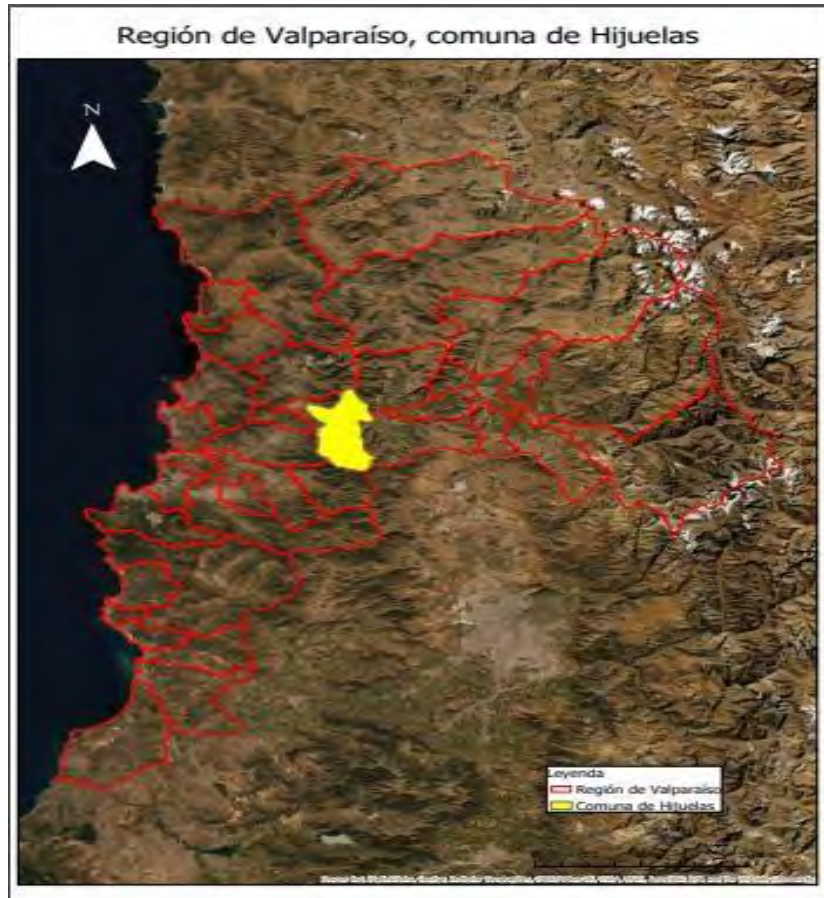 Región de Valparaíso, comuna de Hijuelas
N
Leyenda
Región de Valparaíso
Comuna de Hijuelas